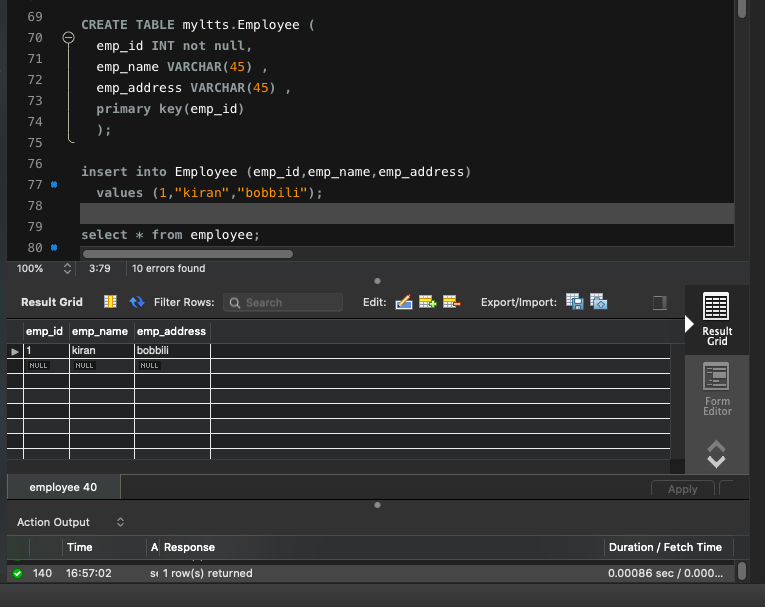 69
70 CREATE TABLE myltts.Employee (
71 emp_id INT not null,
72 emp_name VARCHAR(45) ,
73 emp_address VARCHAR(45) ,
74 primary key(emp_id)
75 );
76
77 insert into Employee (emp_id,emp_name,emp_address)
78 values (1,"kiran","bobbili");
79
80 select * from employee;
100% 3:79 10 errors found
Result Grid Filter Rows: Search Edit: Export/Import:
emp_id emp_name emp_address
1 kiran bobbili
NULL NULL NULL
Result
Grid
Form
Editor
employee 40
Apply
Action Output
Time A Response Duration / Fetch Time
140 16:57:02 se 1 row(s) returned 0.00086 sec / 0.000...